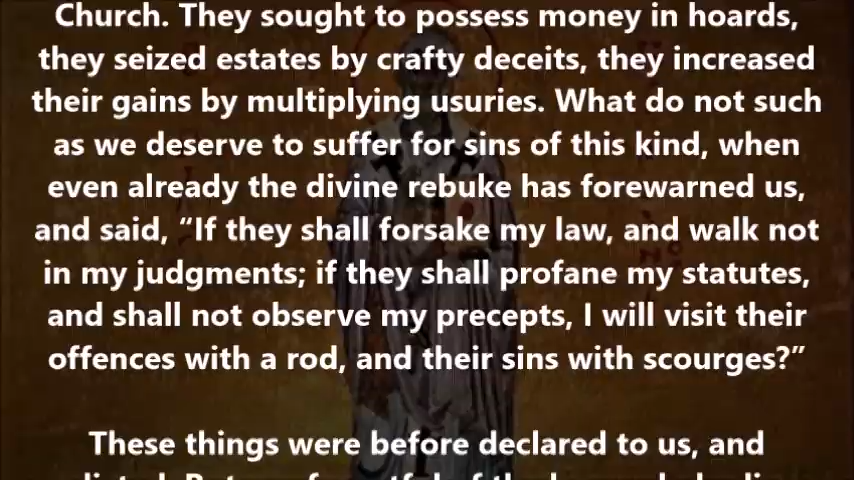 Church. They sought to possess money in hoards,
they seized estates by crafty deceits, they increased
their gains by multiplying usuries. What do not such
as we deserve to suffer for sins of this kind, when
even already the divine rebuke has forewarned us,
and said, “If they shall forsake my law, and walk not
in my judgments; if they shall profane my statutes,
and shall not observe my precepts, I will visit their
offences with a rod, and their sins with scourges?”
These things were before declared to us, and